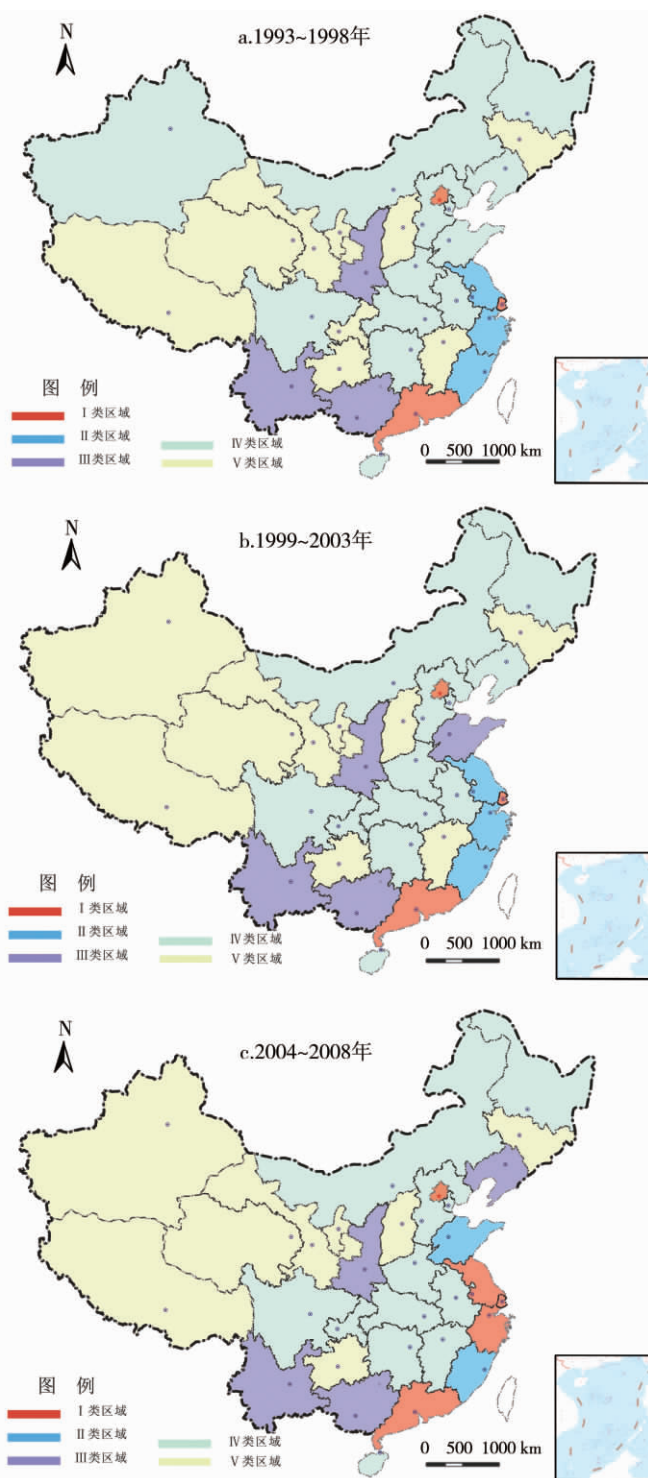 a.1993~1998年
N
图 例
I类区域
II类区域
III类区域
IV类区域
V类区域
0 500 1000 km
b.1999~2003年
N
图 例
I类区域
II类区域
III类区域
IV类区域
V类区域
0 500 1000 km
c.2004~2008年
N
图 例
I类区域
II类区域
III类区域
IV类区域
V类区域
0 500 1000 km